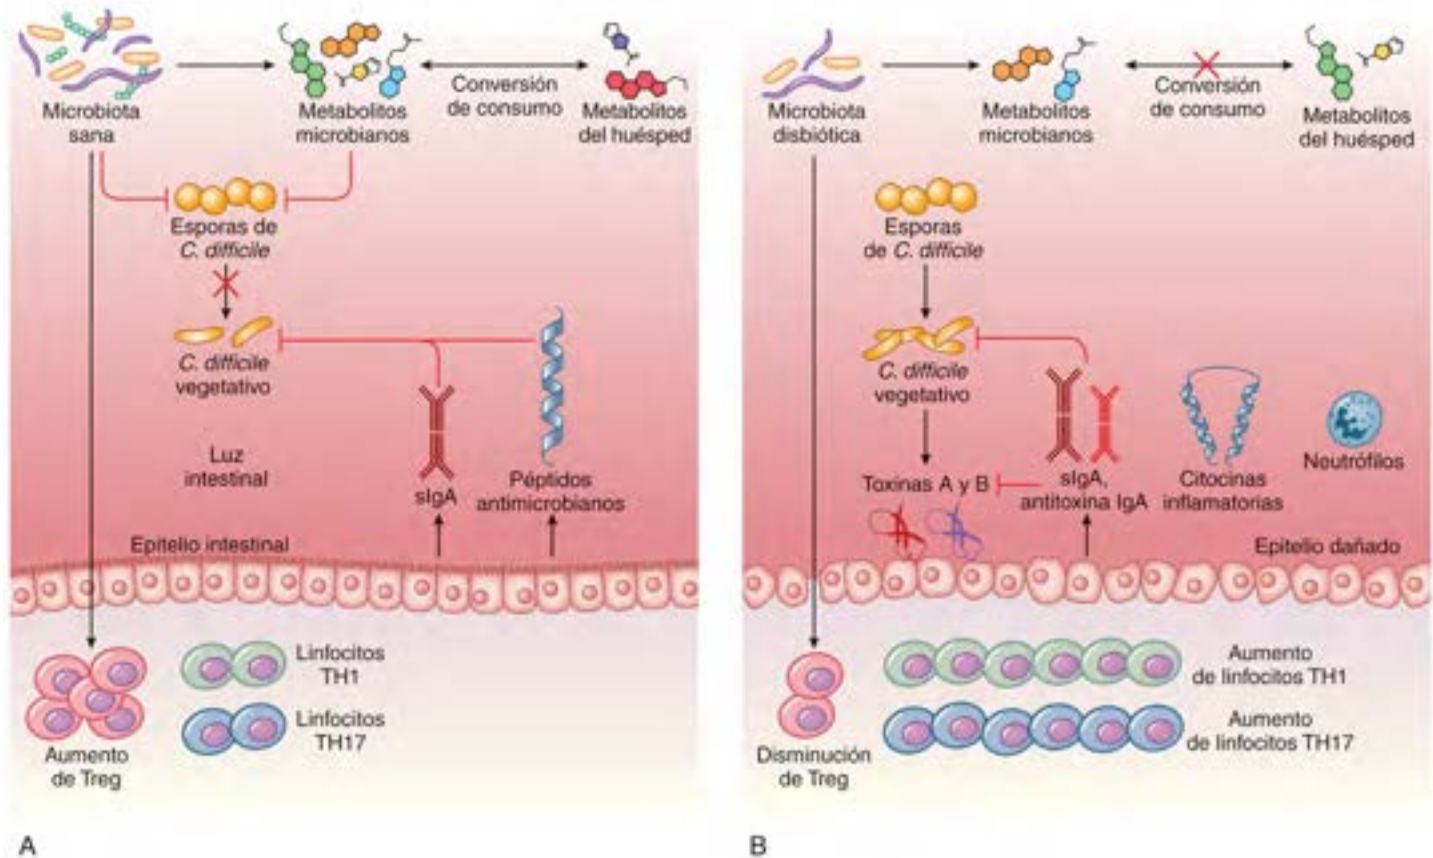 Microbiota
sana
Metabolitos
microbianos
Conversión
de consumo
Metabolitos
del huésped
Esporas de
C. difficile
C. difficile
vegetativo
Luz
intestinal
sIgA
Péptidos
antimicrobianos
Epitelio intestinal
Aumento
de Treg
Linfocitos
TH1
Linfocitos
TH17
A
Microbiota
disbiótica
Metabolitos
microbianos
Conversión
de consumo
Metabolitos
del huésped
Esporas
de C. difficile
C. difficile
vegetativo
Toxinas A y B
sIgA,
antitoxina IgA
Citocinas
inflamatorias
Neutrófilos
Epitelio dañado
Disminución
de Treg
Aumento
de linfocitos TH1
Aumento
de linfocitos TH17
B